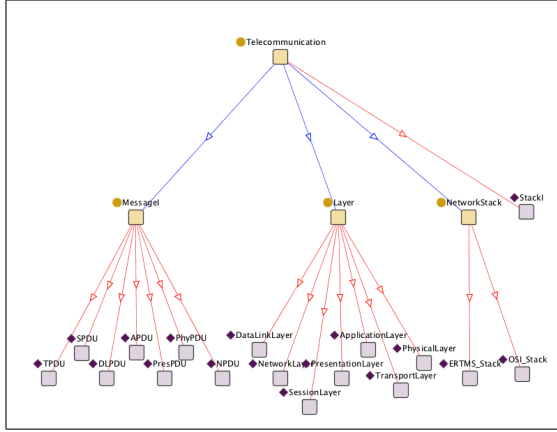 Telecommunication
StackI
MessageI
Layer
NetworkStack
SPDU
APDU
PhyPDU
DataLinkLayer
ApplicationLayer
PhysicalLayer
TPDU
DLPDU
PresPDU
NPDU
NetworkLayer
PresentationLayer
TransportLayer
ERTMS_Stack
OSI_Stack
SessionLayer